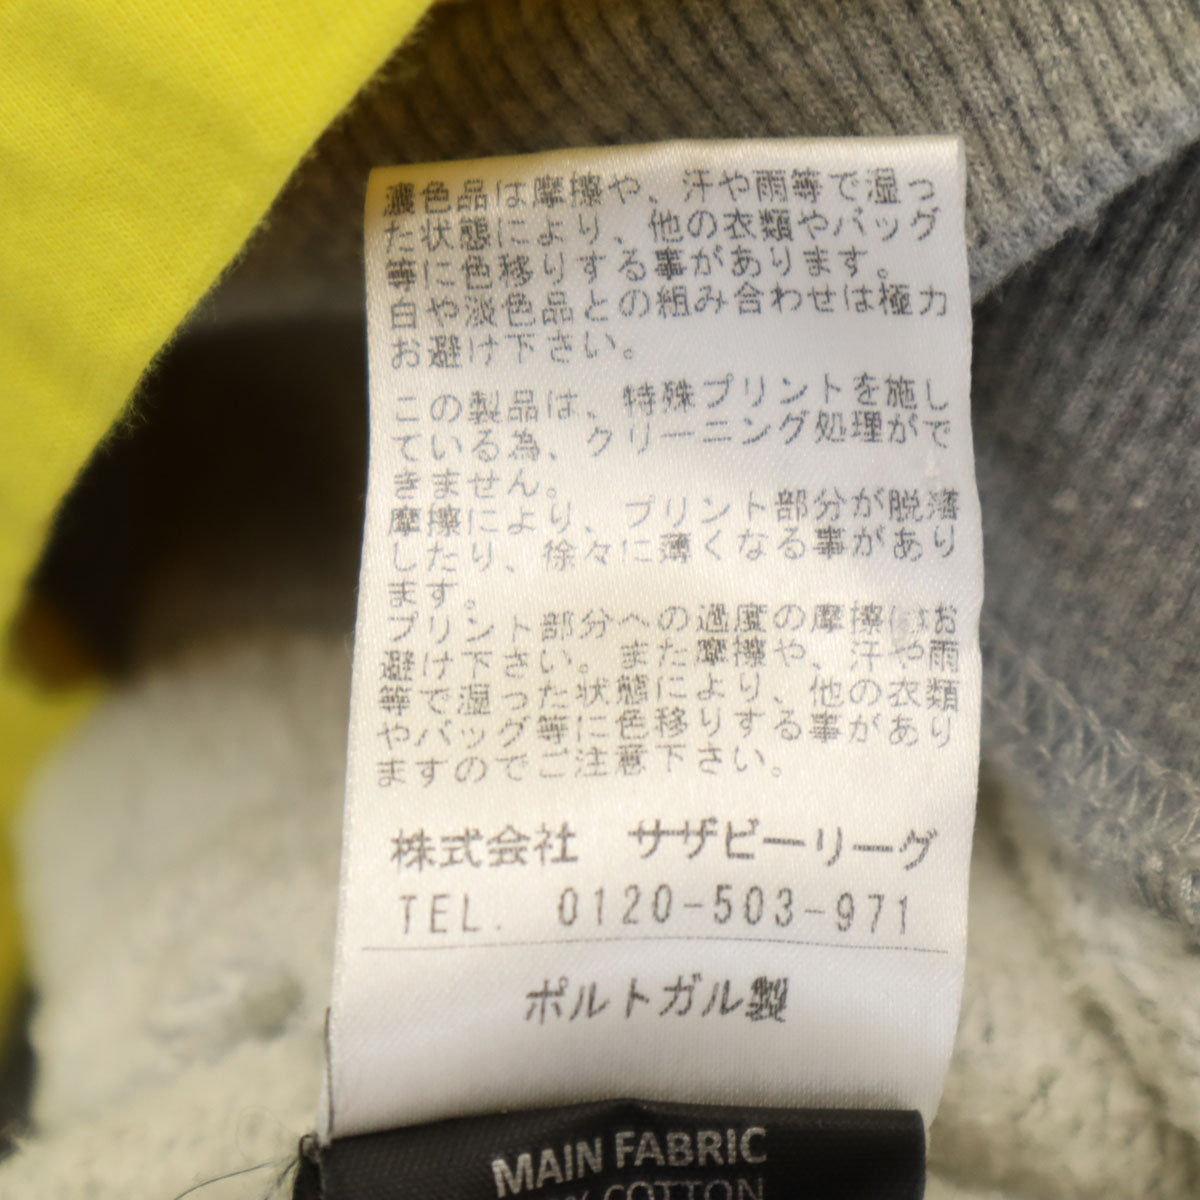 濃色品は摩擦や、汗や雨等で湿っ
た状態により、他の衣類やバッグ
等に色移りする事があります。
白や淡色品との組み合わせは極力
お避け下さい。
この製品は、特殊プリントを施し
ている為、クリーニング処理がで
きません。
摩擦により、プリント部分が脱落
したり、徐々に薄くなる事があり
ます。
プリント部分への過度の摩擦はお
避け下さい。また摩擦や、汗や雨
等で湿った状態により、他の衣類
やバッグ等に色移りする事があり
ますのでご注意下さい。
株式会社 サザビーリーグ
TEL. 0120-503-971
ポルトガル製
MAIN FABRIC
% COTTON